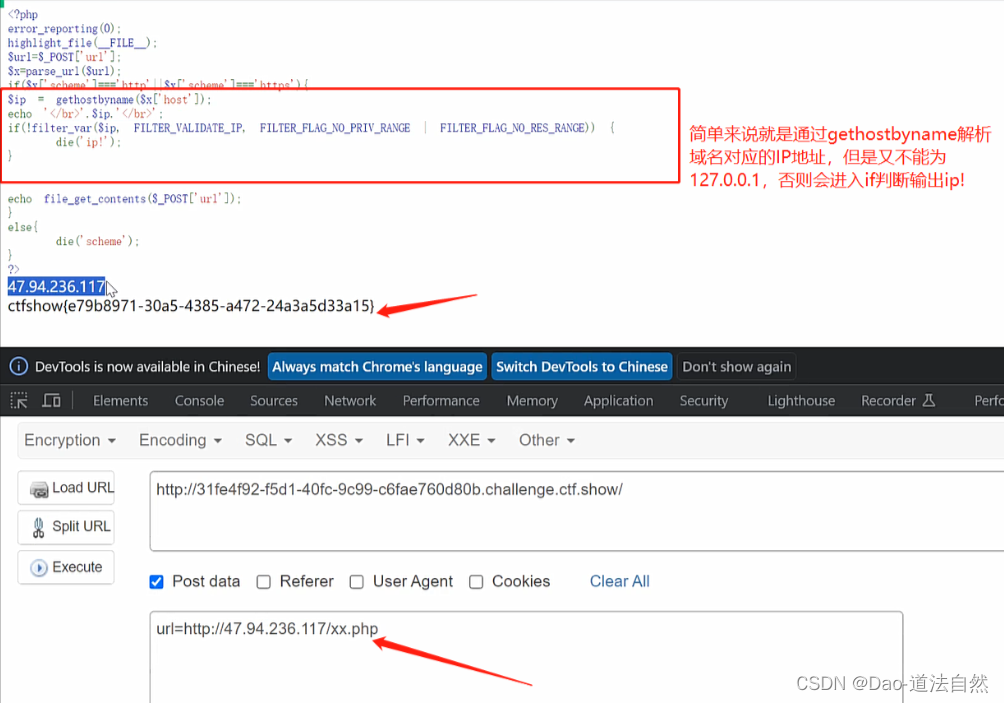 <?php
error_reporting(0);
highlight_file(__FILE__);
$url=$_POST['url'];
$x=parse_url($url);
if($x['scheme']==='http'||$x['scheme']==='https'){
$ip = gethostbyname($x['host']);
echo '</br>'.$ip.'</br>';
if(!filter_var($ip, FILTER_VALIDATE_IP, FILTER_FLAG_NO_PRIV_RANGE | FILTER_FLAG_NO_RES_RANGE)) {
die('ip!');
}
简单来说就是通过gethostbyname解析
域名对应的IP地址，但是又不能为
127.0.0.1，否则会进入if判断输出ip!
echo file_get_contents($_POST['url']);
}
else{
die('scheme');
}
?>
47.94.236.117
ctfshow{e79b8971-30a5-4385-a472-24a3a5d33a15}
DevTools is now available in Chinese! Always match Chrome's language Switch DevTools to Chinese Don't show again
Elements Console Sources Network Performance Memory Application Security Lighthouse Recorder Perfo
Encryption Encoding SQL XSS LFI XXE Other
Load URL
http://31fe4f92-f5d1-40fc-9c99-c6fae760d80b.challenge.ctf.show/
Split URL
Execute
Post data Referer User Agent Cookies Clear All
url=http://47.94.236.117/xx.php
CSDN @Dao-道法自然